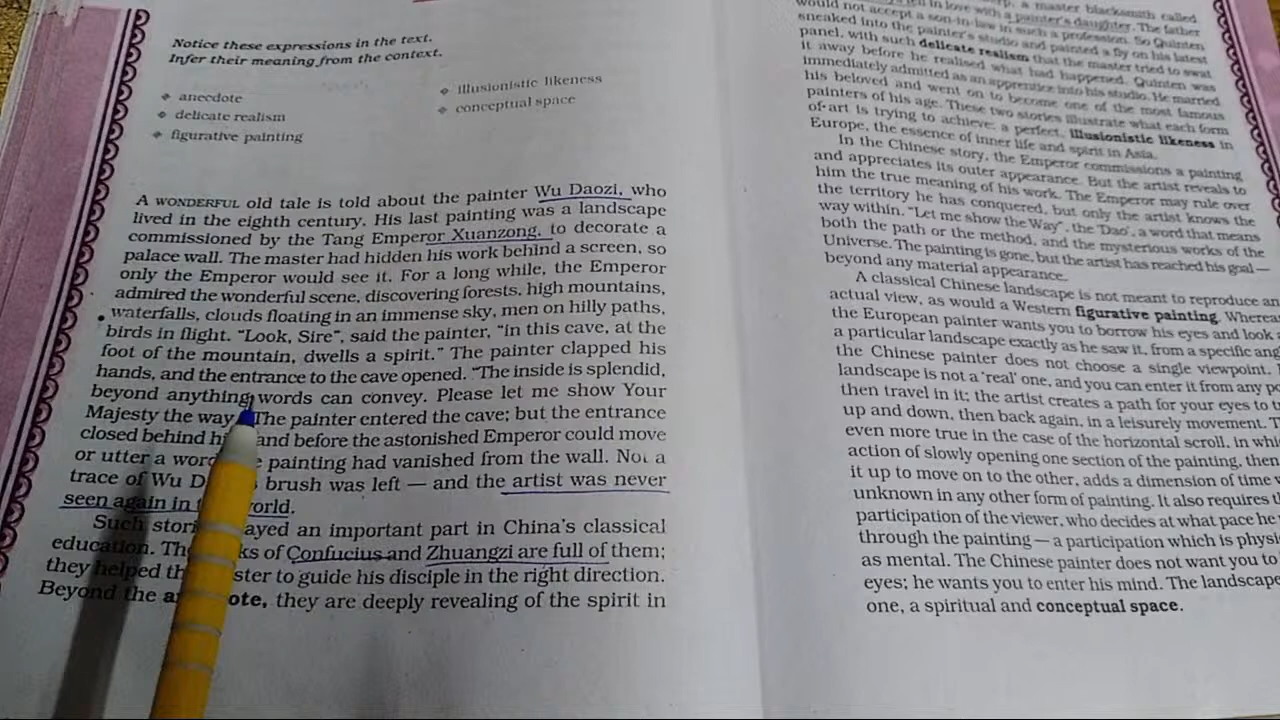 Notice these expressions in the text.
Infer their meaning from the context.
anecdote
delicate realism
figurative painting
illusionistic likeness
conceptual space
A WONDERFUL old tale is told about the painter Wu Daozi, who
lived in the eighth century. His last painting was a landscape
commissioned by the Tang Emperor Xuanzong, to decorate a
palace wall. The master had hidden his work behind a screen, so
only the Emperor would see it. For a long while, the Emperor
admired the wonderful scene, discovering forests, high mountains,
waterfalls, clouds floating in an immense sky, men on hilly paths,
birds in flight. “Look, Sire”, said the painter, “in this cave, at the
foot of the mountain, dwells a spirit.” The painter clapped his
hands, and the entrance to the cave opened. “The inside is splendid,
beyond anything words can convey. Please let me show Your
Majesty the way. The painter entered the cave; but the entrance
closed behind and before the astonished Emperor could move
or utter a word painting had vanished from the wall. Not a
trace of Wu brush was left — and the artist was never
seen again in
Such played an important part in China's classical
education. of Confucius and Zhuangzi are full of them;
they helped to guide his disciple in the right direction.
Beyond the they are deeply revealing of the spirit in
a master blacksmith called
in love with a painter's daughter. The father
would not accept a son-in-law in such a profession. So Quinten
sneaked into the painter's studio and painted a fly on his latest
panel, with such delicate realism that the master tried to swat
it away before he realised what had happened. Quinten was
immediately admitted as an apprentice into his studio. He married
his beloved and went on to become one of the most famous
painters of his age. These two stories illustrate what each form
of art is trying to achieve: a perfect, illusionistic likeness in
Europe, the essence of inner life and spirit in Asia.
In the Chinese story, the Emperor commissions a painting
and appreciates its outer appearance. But the artist reveals to
him the true meaning of his work. The Emperor may rule over
the territory he has conquered, but only the artist knows the
way within. “Let me show the Way”, the ‘Dao’, a word that means
both the path or the method, and the mysterious works of the
Universe. The painting is gone, but the artist has reached his goal —
beyond any material appearance.
A classical Chinese landscape is not meant to reproduce an
actual view, as would a Western figurative painting. Whereas
the European painter wants you to borrow his eyes and look
a particular landscape exactly as he saw it, from a specific
the Chinese painter does not choose a single viewpoint.
landscape is not a ‘real’ one, and you can enter it from any
then travel in it; the artist creates a path for your eyes to
up and down, then back again, in a leisurely movement.
even more true in the case of the horizontal scroll, in
action of slowly opening one section of the painting, then
it up to move on to the other, adds a dimension of time
unknown in any other form of painting. It also requires
participation of the viewer, who decides at what pace he
through the painting — a participation which is
as mental. The Chinese painter does not want you to
eyes; he wants you to enter his mind. The landscape
one, a spiritual and conceptual space.